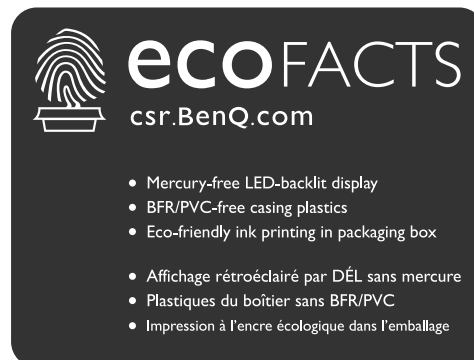 ecoFACTS
csr.BenQ.com
• Mercury-free LED-backlit display
• BFR/PVC-free casing plastics
• Eco-friendly ink printing in packaging box
• Affichage rétroéclairé par DÉL sans mercure
• Plastiques du boîtier sans BFR/PVC
• Impression à l'encre écologique dans l'emballage